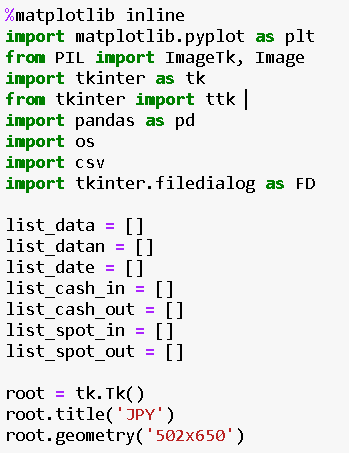 %matplotlib inline
import matplotlib.pyplot as plt
from PIL import ImageTk, Image
import tkinter as tk
from tkinter import ttk
import pandas as pd
import os
import csv
import tkinter.filedialog as FD
list_data = []
list_datan = []
list_date = []
list_cash_in = []
list_cash_out = []
list_spot_in = []
list_spot_out = []
root = tk.Tk()
root.title('JPY')
root.geometry('502x650')